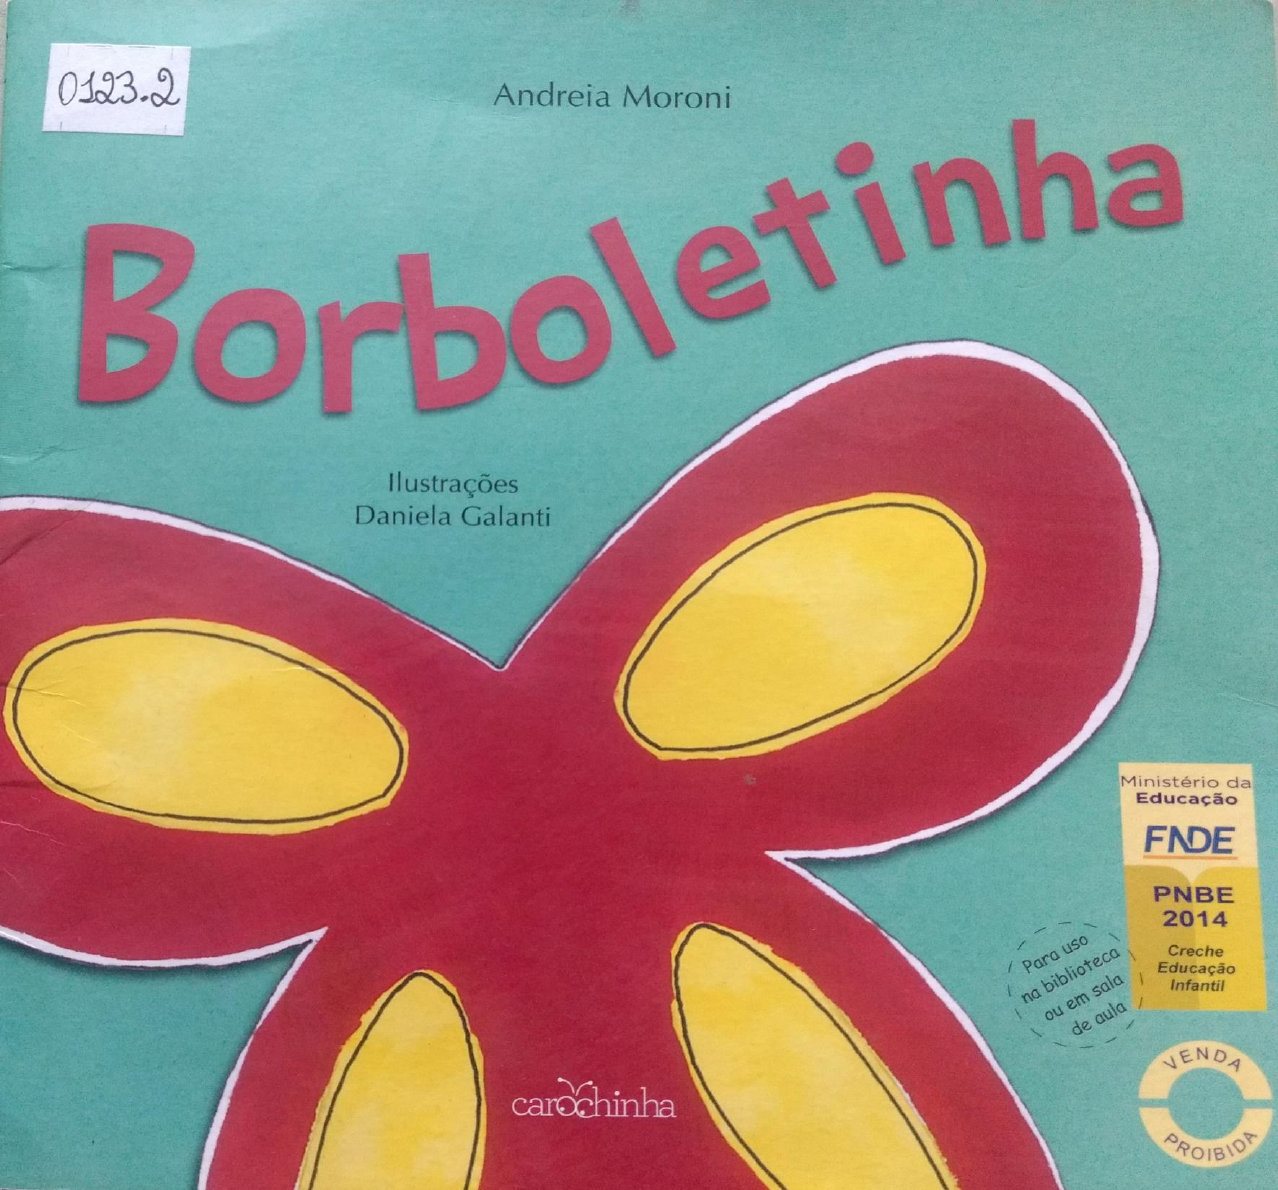 0123.2
Andreia Moroni
Borboletinha
Ilustrações
Daniela Galanti
Ministério da
Educação
FNDE
PNBE
2014
Creche
Educação
Infantil
Para uso
na biblioteca
ou em sala
de aula
VENDA
PROIBIDA
carochinha